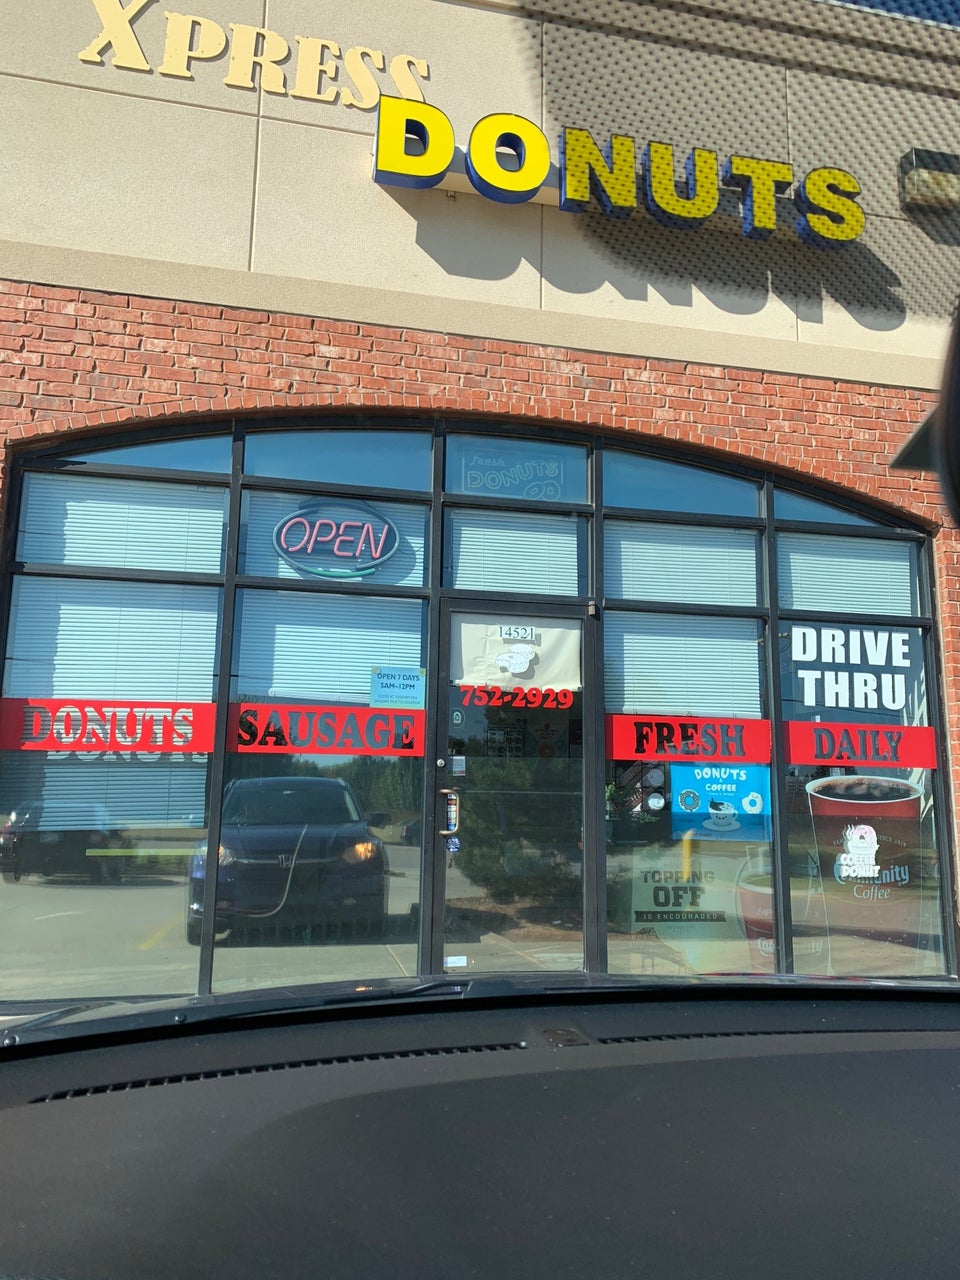 XPRESS
DONUTS
fresh
DONUTS
OPEN
14521
752-2929
OPEN 7 DAYS
5AM-12PM
DONUTS
SAUSAGE
FRESH
DAILY
DRIVE
THRU
DONUTS
COFFEE
TOPPING
OFF
IS ENCOURAGED
COFFEE
DONUT
Coffee